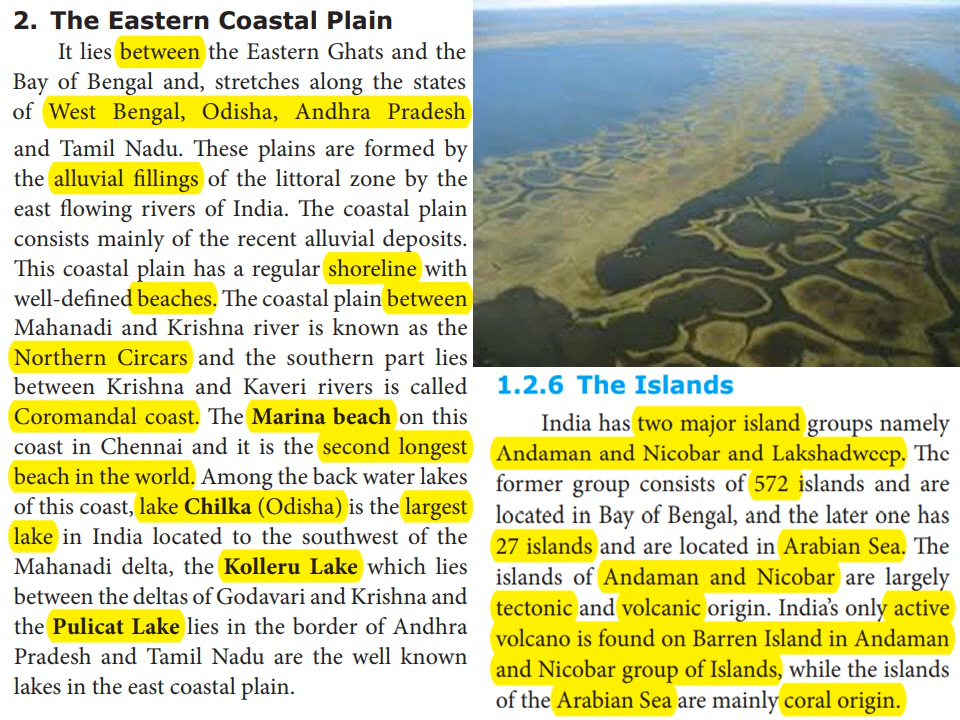 2. The Eastern Coastal Plain
It lies between the Eastern Ghats and the
Bay of Bengal and, stretches along the states
of West Bengal, Odisha, Andhra Pradesh
and Tamil Nadu. These plains are formed by
the alluvial fillings of the littoral zone by the
east flowing rivers of India. The coastal plain
consists mainly of the recent alluvial deposits.
This coastal plain has a regular shoreline with
well-defined beaches. The coastal plain between
Mahanadi and Krishna river is known as the
Northern Circars and the southern part lies
between Krishna and Kaveri rivers is called
Coromandal coast. The Marina beach on this
coast in Chennai and it is the second longest
beach in the world. Among the back water lakes
of this coast, lake Chilka (Odisha) is the largest
lake in India located to the southwest of the
Mahanadi delta, the Kolleru Lake which lies
between the deltas of Godavari and Krishna and
the Pulicat Lake lies in the border of Andhra
Pradesh and Tamil Nadu are the well known
lakes in the east coastal plain.
1.2.6 The Islands
India has two major island groups namely
Andaman and Nicobar and Lakshadweep. The
former group consists of 572 islands and are
located in Bay of Bengal, and the later one has
27 islands and are located in Arabian Sea. The
islands of Andaman and Nicobar are largely
tectonic and volcanic origin. India's only active
volcano is found on Barren Island in Andaman
and Nicobar group of Islands, while the islands
of the Arabian Sea are mainly coral origin.